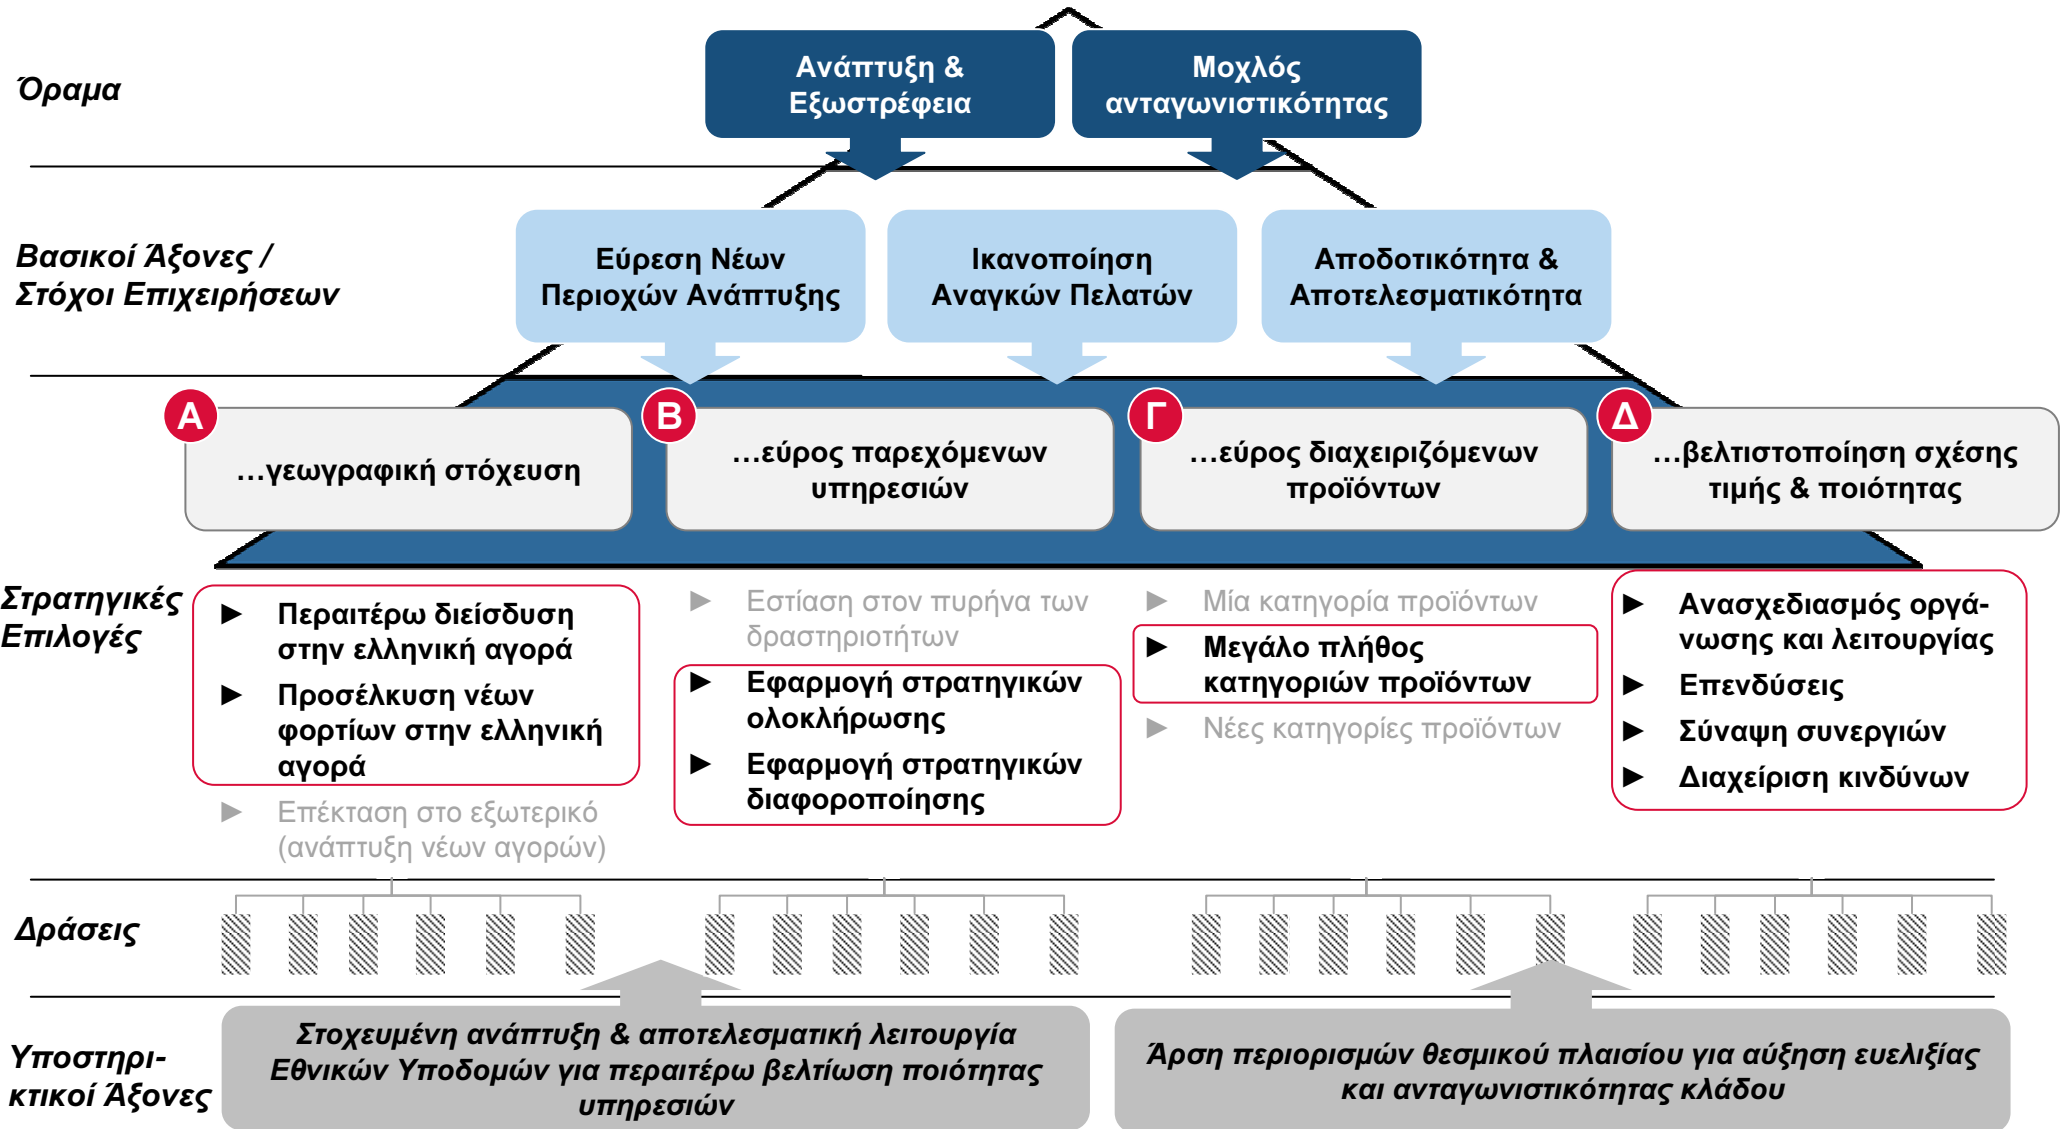 Όραμα
Ανάπτυξη &
Εξωστρέφεια
Μοχλός
ανταγωνιστικότητας
Βασικοί Άξονες /
Στόχοι Επιχειρήσεων
Εύρεση Νέων
Περιοχών Ανάπτυξης
Ικανοποίηση
Αναγκών Πελατών
Αποδοτικότητα &
Αποτελεσματικότητα
Α
…γεωγραφική στόχευση
Β
…εύρος παρεχόμενων
υπηρεσιών
Γ
…εύρος διαχειριζόμενων
προϊόντων
Δ
…βελτιστοποίηση σχέσης
τιμής & ποιότητας
Στρατηγικές
Επιλογές
► Περαιτέρω διείσδυση
στην ελληνική αγορά
► Προσέλκυση νέων
φορτίων στην ελληνική
αγορά
► Επέκταση στο εξωτερικό
(ανάπτυξη νέων αγορών)
► Εστίαση στον πυρήνα των
δραστηριοτήτων
► Εφαρμογή στρατηγικών
ολοκλήρωσης
► Εφαρμογή στρατηγικών
διαφοροποίησης
► Μία κατηγορία προϊόντων
► Μεγάλο πλήθος
κατηγοριών προϊόντων
► Νέες κατηγορίες προϊόντων
► Ανασχεδιασμός οργά-
νωσης και λειτουργίας
► Επενδύσεις
► Σύναψη συνεργιών
► Διαχείριση κινδύνων
Δράσεις
Υποστηρι-
κτικοί Άξονες
Στοχευμένη ανάπτυξη & αποτελεσματική λειτουργία
Εθνικών Υποδομών για περαιτέρω βελτίωση ποιότητας
υπηρεσιών
Άρση περιορισμών θεσμικού πλαισίου για αύξηση ευελιξίας
και ανταγωνιστικότητας κλάδου